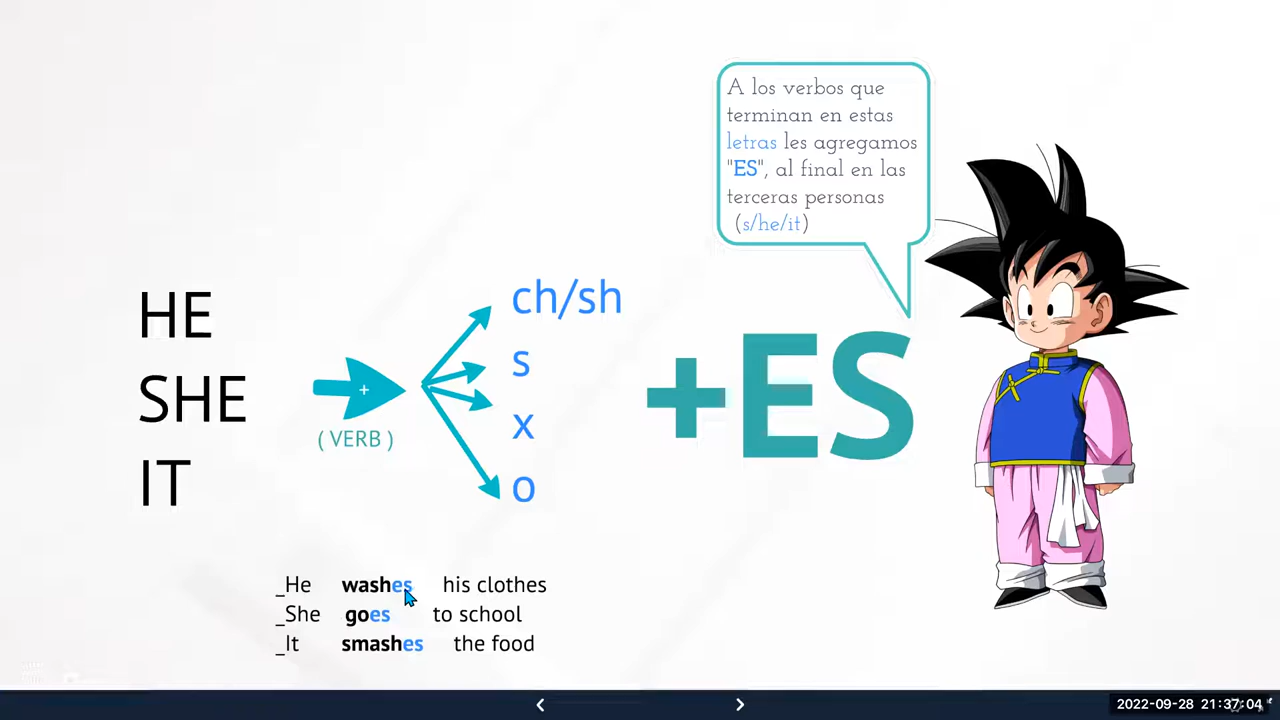 A los verbos que
terminan en estas
letras les agregamos
"ES", al final en las
terceras personas
(s/he/it)
HE
SHE
IT
+
( VERB )
ch/sh
s
x
o
+ES
_He washes his clothes
_She goes to school
_It smashes the food
2022-09-28 21:37:04